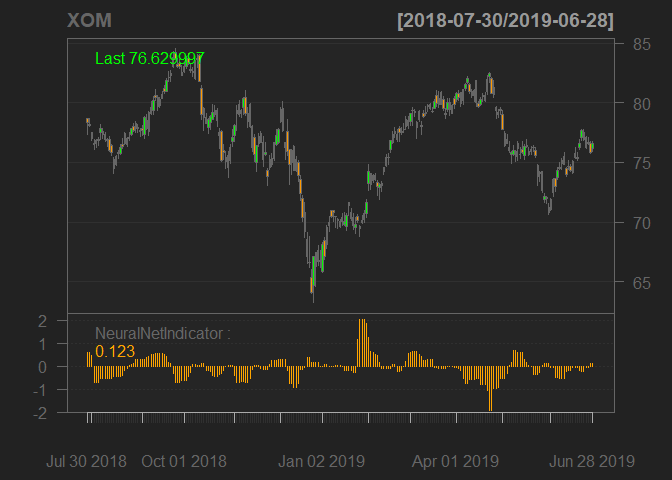 XOM [2018-07-30/2019-06-28]
Last 76.629997
85
80
75
70
65
NeuralNetIndicator :
0.123
2
1
0
-1
-2
Jul 30 2018 Oct 01 2018 Jan 02 2019 Apr 01 2019 Jun 28 2019